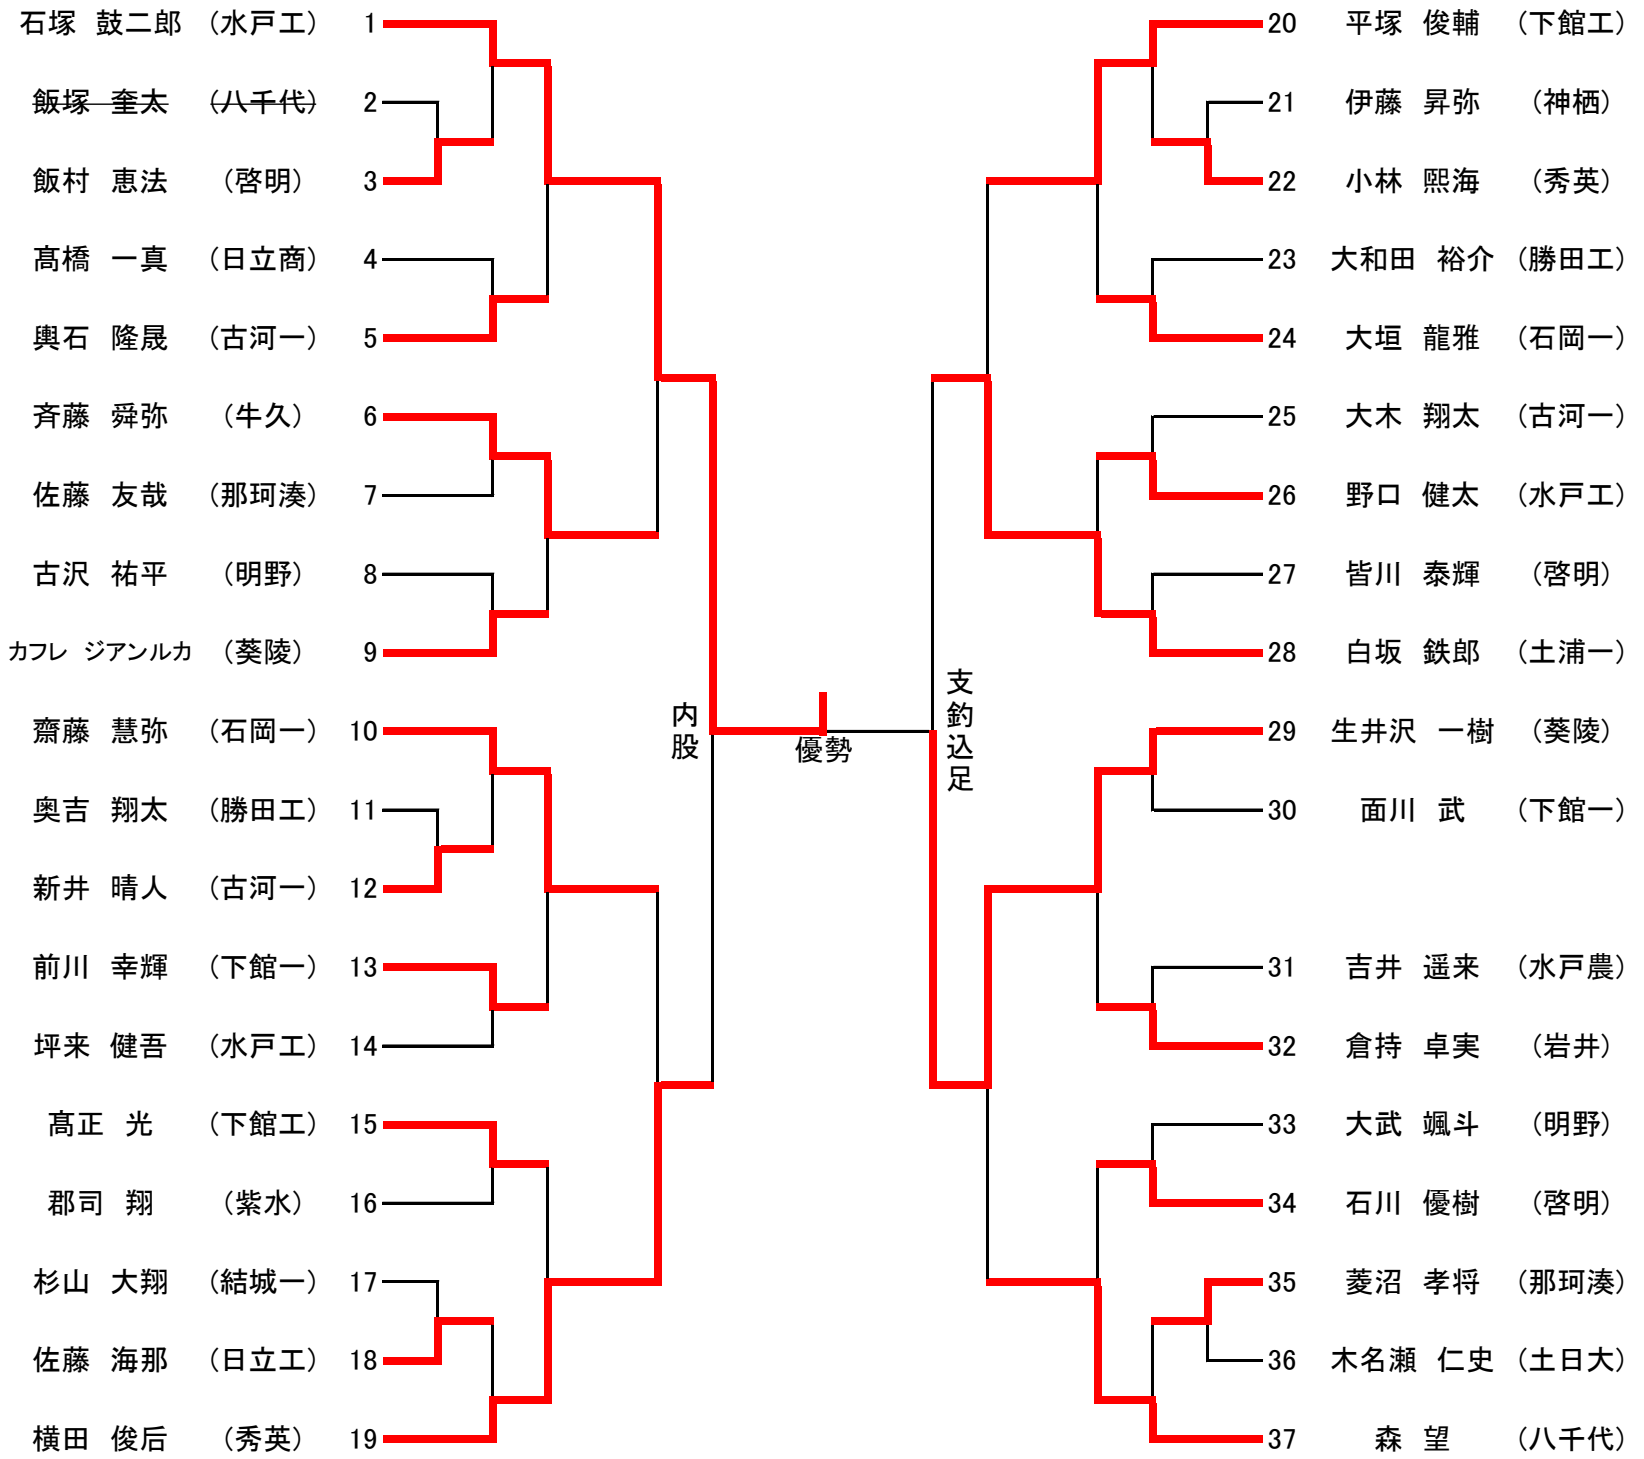 石塚 鼓二郎 （水戸工） 1
飯塚 奎太 （八千代） 2
飯村 恵法 （啓明） 3
髙橋 一真 （日立商） 4
輿石 隆晟 （古河一） 5
斉藤 舜弥 （牛久） 6
佐藤 友哉 （那珂湊） 7
古沢 祐平 （明野） 8
カフレ ジアンルカ （葵陵） 9
齋藤 慧弥 （石岡一） 10
奥吉 翔太 （勝田工） 11
新井 晴人 （古河一） 12
前川 幸輝 （下館一） 13
坪来 健吾 （水戸工） 14
髙正 光 （下館工） 15
郡司 翔 （紫水） 16
杉山 大翔 （結城一） 17
佐藤 海那 （日立工） 18
横田 俊后 （秀英） 19
内股
優勢
支釣込足
20 平塚 俊輔 （下館工）
21 伊藤 昇弥 （神栖）
22 小林 煕海 （秀英）
23 大和田 裕介 （勝田工）
24 大垣 龍雅 （石岡一）
25 大木 翔太 （古河一）
26 野口 健太 （水戸工）
27 皆川 泰輝 （啓明）
28 白坂 鉄郎 （土浦一）
29 生井沢 一樹 （葵陵）
30 面川 武 （下館一）
31 吉井 遥来 （水戸農）
32 倉持 卓実 （岩井）
33 大武 颯斗 （明野）
34 石川 優樹 （啓明）
35 菱沼 孝将 （那珂湊）
36 木名瀬 仁史 （土日大）
37 森 望 （八千代）